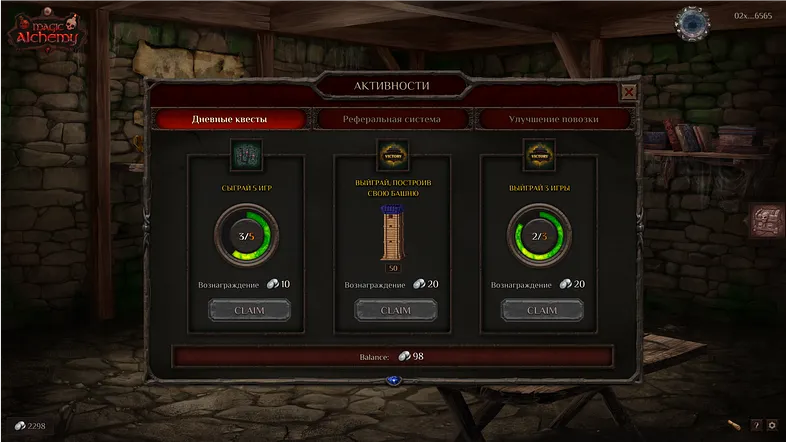 MAGIC
Alchemy
02x...6565
АКТИВНОСТИ
Дневные квесты
Реферальная система
Улучшение повозки
VICTORY
VICTORY
СЫГРАЙ 5 ИГР
ВЫЙГРАЙ, ПОСТРОИВ
СВОЮ БАШНЮ
ВЫЙГРАЙ 3 ИГРЫ
3/5
2/3
50
Вознаграждение 10
Вознаграждение 20
Вознаграждение 20
CLAIM
CLAIM
CLAIM
Balance: 98
2298
?